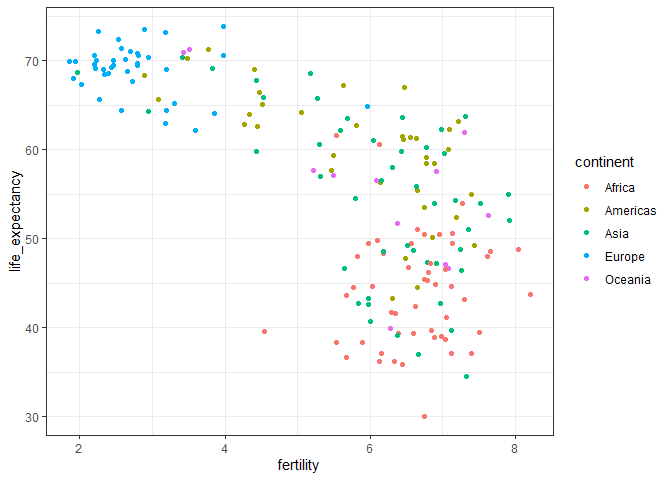 70
60
50
40
30
life_expectancy
2 4 6 8
fertility
continent
Africa
Americas
Asia
Europe
Oceania